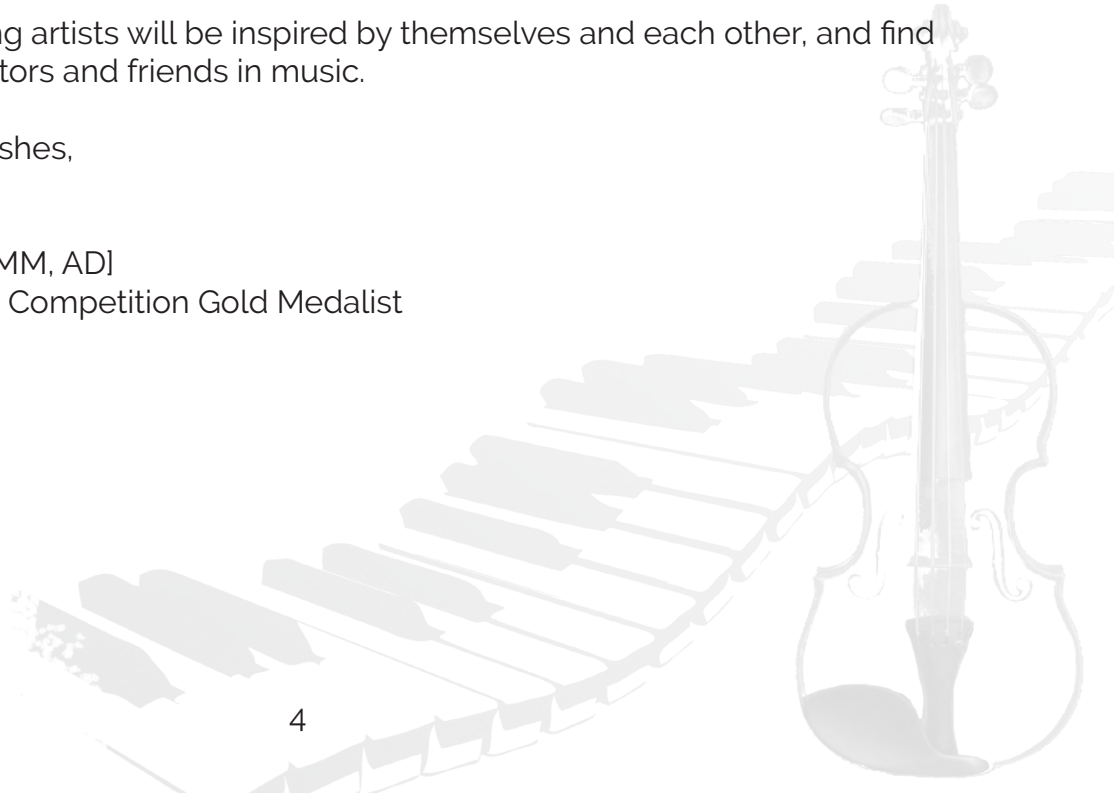 ng artists will be inspired by themselves and each other, and find
tors and friends in music.
shes,
MM, AD]
Competition Gold Medalist
4